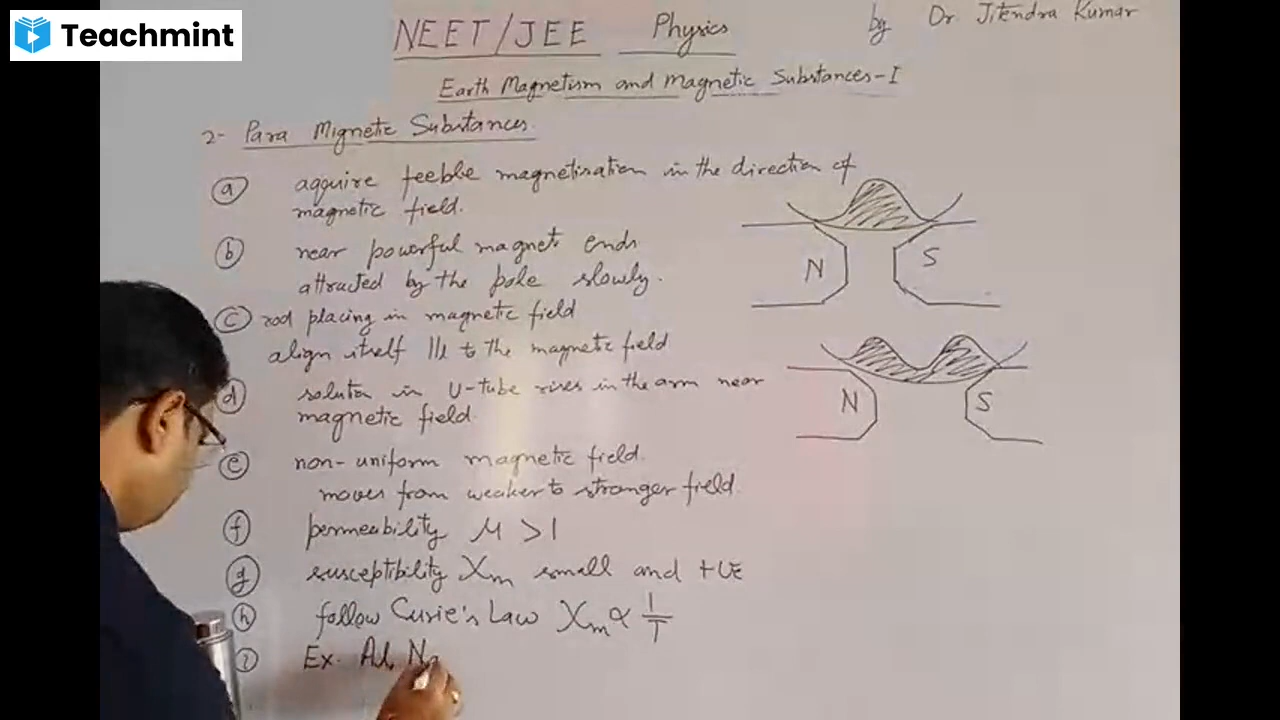 Teachmint
NEET/JEE Physics by Dr Jitendra Kumar
Earth Magnetism and Magnetic Substances-I
2- Para Mignetic Substances.
(a) aqquire feeble magnetisation in the direction of
magnetic field.
(b) near powerful magnet ends
attracted by the pole slowly.
(c) rod placing in magnetic field
align itself ||l to the magnetic field
(d) solution in U-tube rises in the arm near
magnetic field.
(e) non-uniform magnetic field.
moves from weaker to stronger field.
(f) permeability μ >1
(g) susceptibility Xm small and +VE
(h) follow Curie's Law Xm ∝ 1/T
(i) Ex. Al, Na
N S
N S